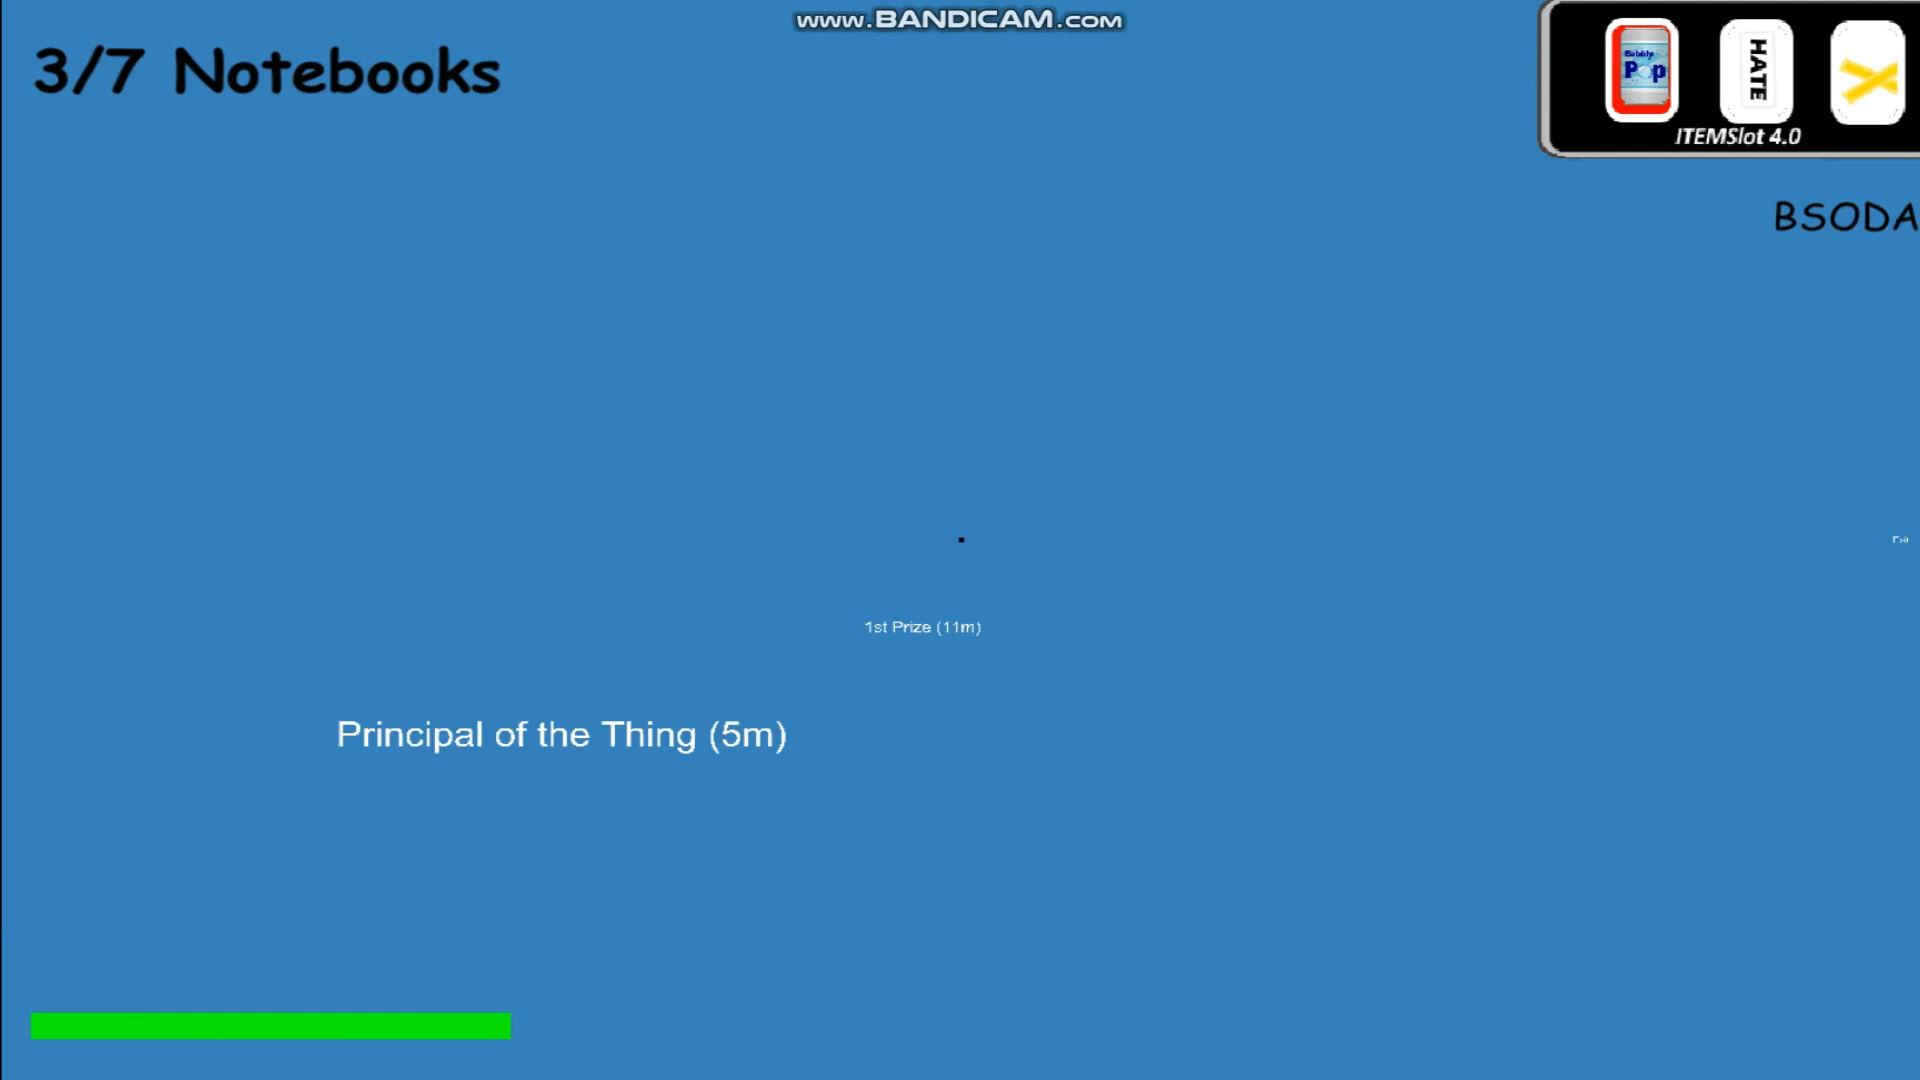 www.BANDICAM.com
3/7 Notebooks
Bubbly
Pop
HATE
ITEMSlot 4.0
BSODA
1st Prize (11m)
Principal of the Thing (5m)